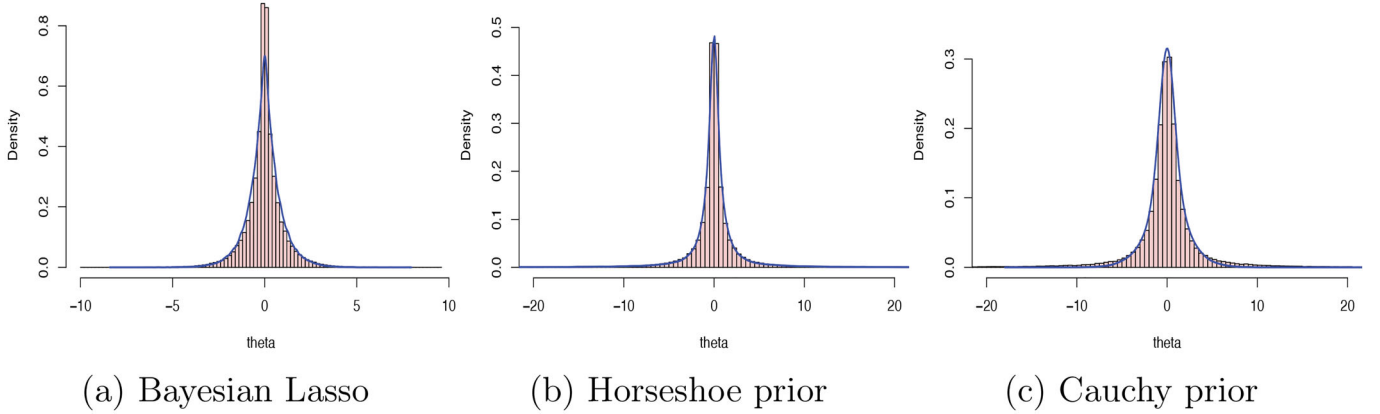 Density
0.0 0.2 0.4 0.6 0.8
−10 −5 0 5 10
theta
(a) Bayesian Lasso
Density
0.0 0.1 0.2 0.3 0.4 0.5
−20 −10 0 10 20
theta
(b) Horseshoe prior
Density
0.0 0.1 0.2 0.3
−20 −10 0 10 20
theta
(c) Cauchy prior